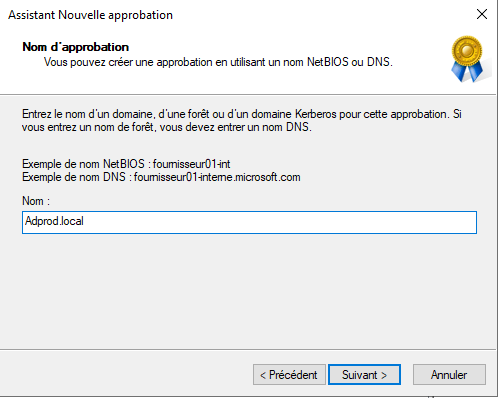 Assistant Nouvelle approbation
Nom d'approbation
Vous pouvez créer une approbation en utilisant un nom NetBIOS ou DNS.
Entrez le nom d'un domaine, d'une forêt ou d'un domaine Kerberos pour cette approbation. Si
vous entrez un nom de forêt, vous devez entrer un nom DNS.
Exemple de nom NetBIOS : fournisseur01-int
Exemple de nom DNS : fournisseur01-interne.microsoft.com
Nom :
Adprod.local
< Précédent
Suivant >
Annuler